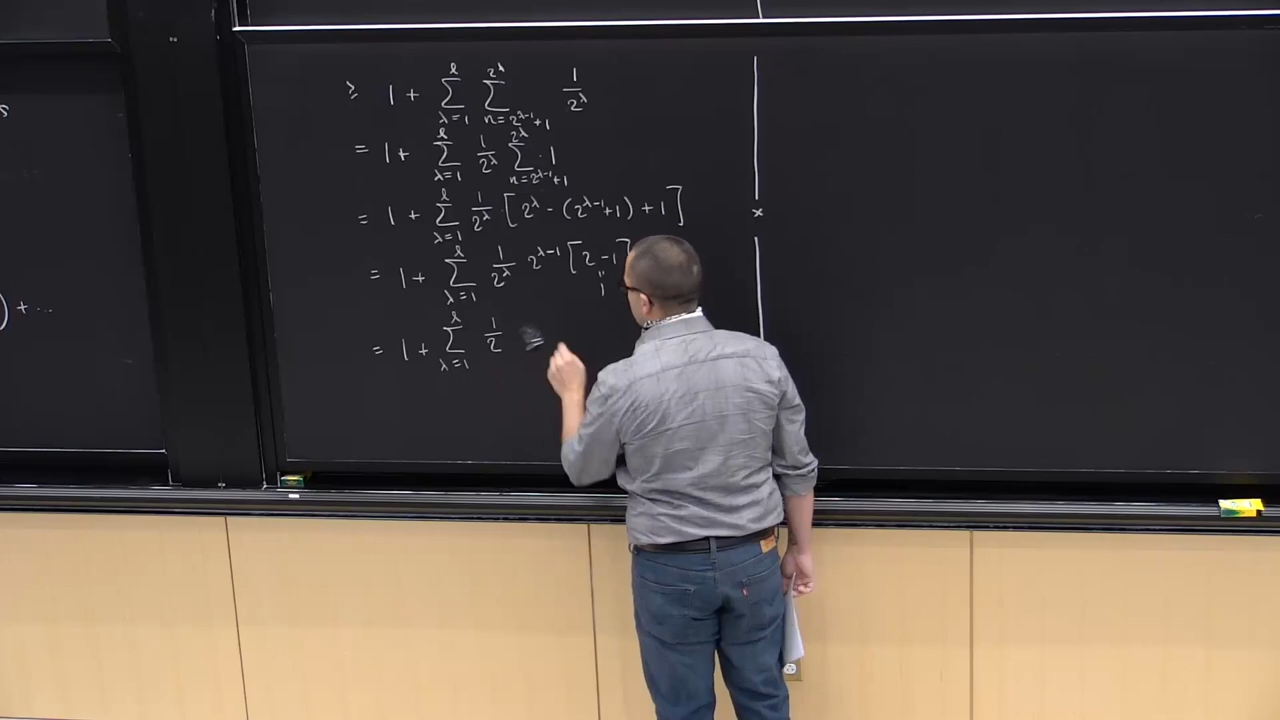 s
) + ...
≥ 1 + ∑_{λ=1}^{ℓ} ∑_{n=2^{λ-1}+1}^{2^λ} 1/2^λ
= 1 + ∑_{λ=1}^{ℓ} 1/2^λ ∑_{n=2^{λ-1}+1}^{2^λ} · 1
= 1 + ∑_{λ=1}^{ℓ} 1/2^λ · [2^λ - (2^{λ-1}+1) + 1]
= 1 + ∑_{λ=1}^{ℓ} 1/2^λ 2^{λ-1} [2 - 1]
" 1
= 1 + ∑_{λ=1}^{ℓ} 1/2 =
×